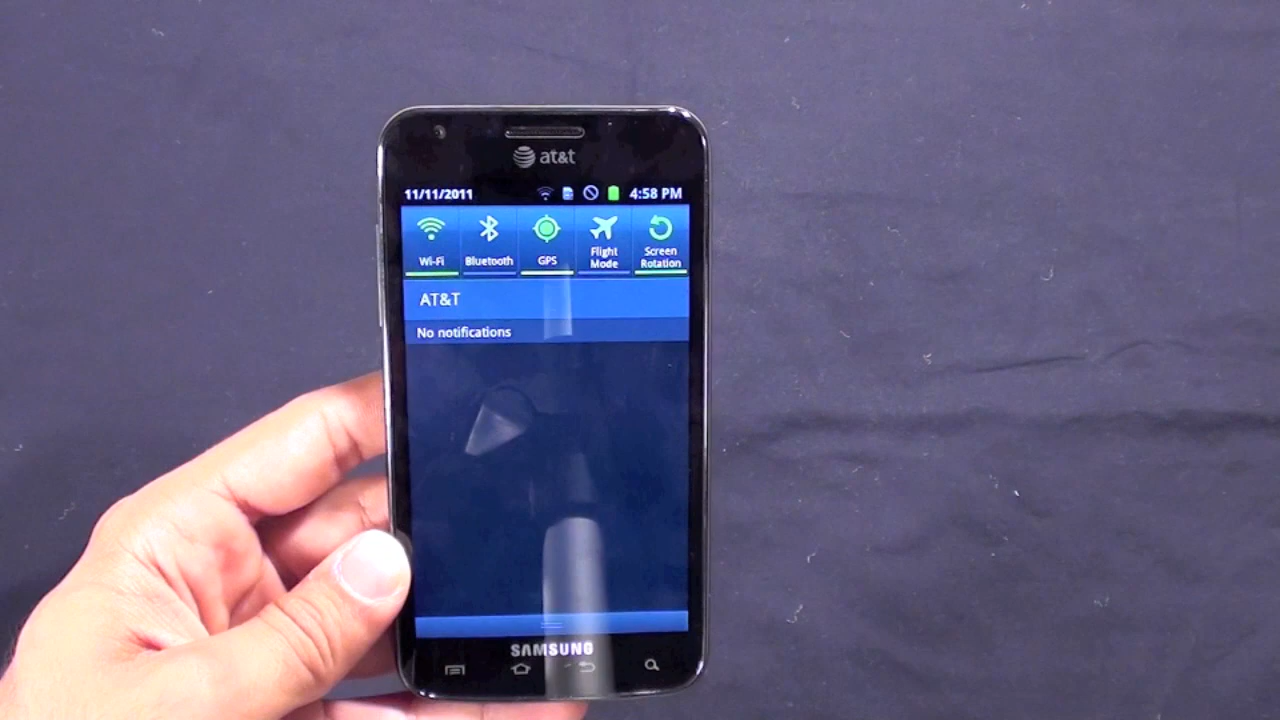 at&t
11/11/2011 4:58 PM
Wi-Fi Bluetooth GPS Flight Mode Screen Rotation
AT&T
No notifications
SAMSUNG